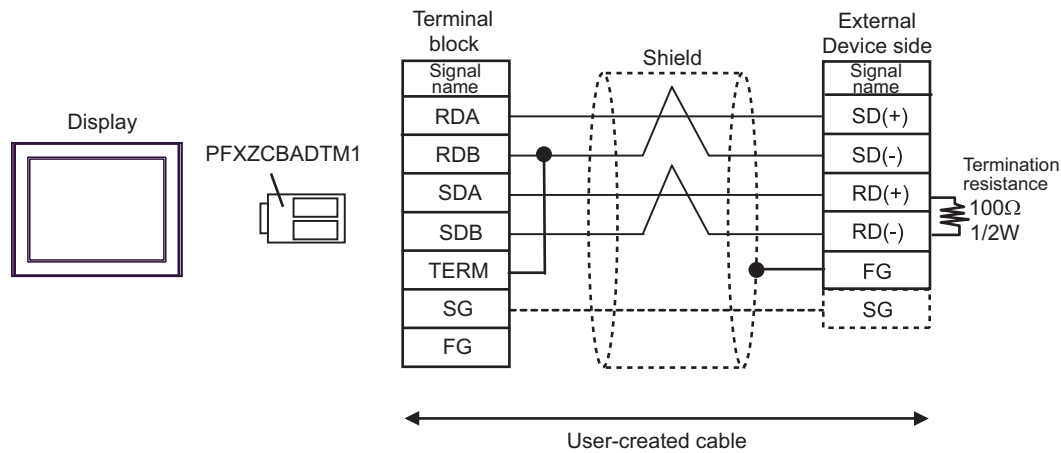 Display
PFXZCBADTM1
Terminal
block
Signal
name
RDA
RDB
SDA
SDB
TERM
SG
FG
Shield
External
Device side
Signal
name
SD(+)
SD(-)
RD(+)
RD(-)
FG
SG
Termination
resistance
100Ω
1/2W
User-created cable